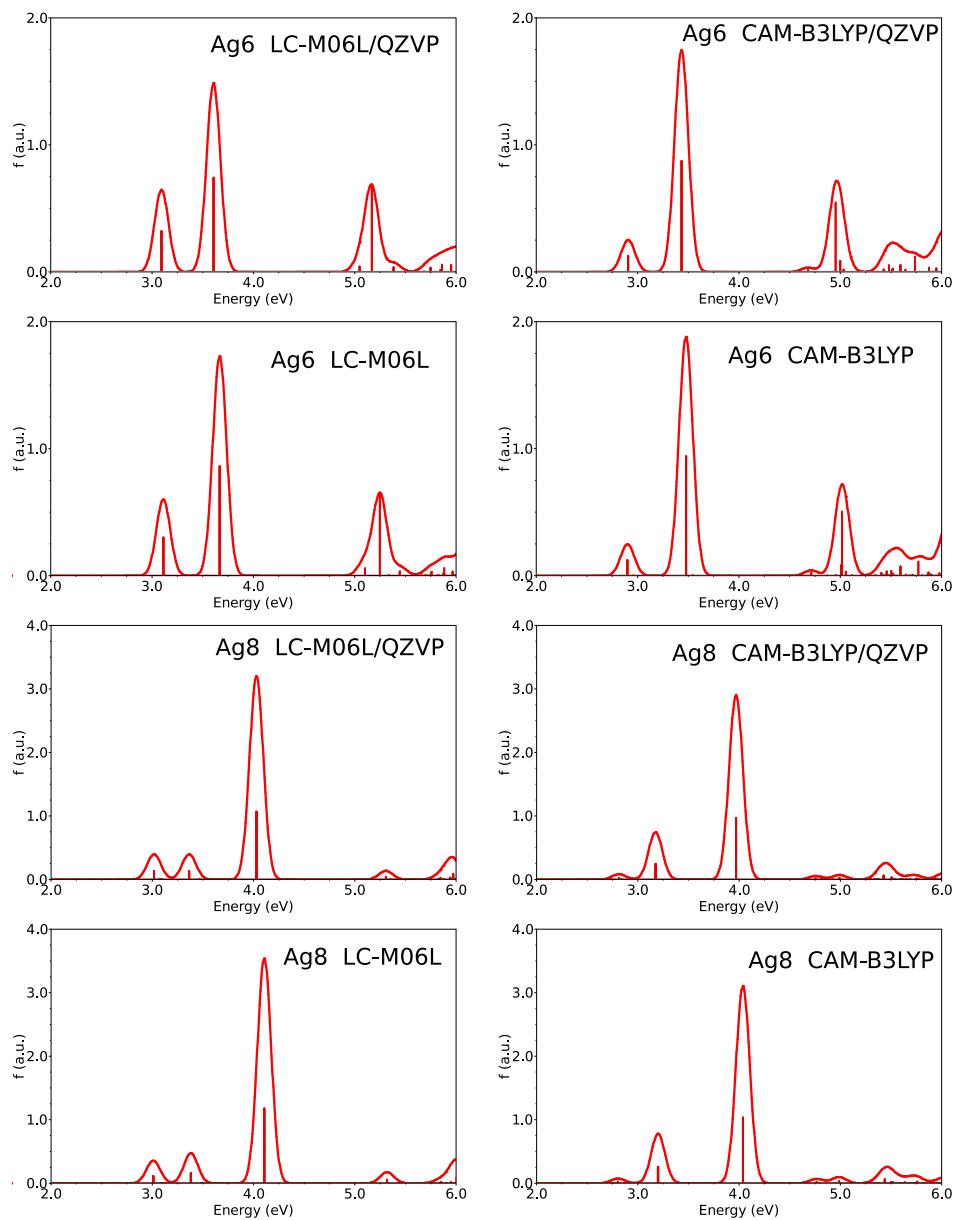 2.0
Ag6 LC-M06L/QZVP
f (a.u.)
1.0
0.0
2.0 3.0 4.0 5.0 6.0
Energy (eV)
2.0
Ag6 CAM-B3LYP/QZVP
f (a.u.)
1.0
0.0
2.0 3.0 4.0 5.0 6.0
Energy (eV)
2.0
Ag6 LC-M06L
f (a.u.)
1.0
0.0
2.0 3.0 4.0 5.0 6.0
Energy (eV)
2.0
Ag6 CAM-B3LYP
f (a.u.)
1.0
0.0
2.0 3.0 4.0 5.0 6.0
Energy (eV)
4.0
Ag8 LC-M06L/QZVP
3.0
f (a.u.)
2.0
1.0
0.0
2.0 3.0 4.0 5.0 6.0
Energy (eV)
4.0
Ag8 CAM-B3LYP/QZVP
3.0
f (a.u.)
2.0
1.0
0.0
2.0 3.0 4.0 5.0 6.0
Energy (eV)
4.0
Ag8 LC-M06L
3.0
f (a.u.)
2.0
1.0
0.0
2.0 3.0 4.0 5.0 6.0
Energy (eV)
4.0
Ag8 CAM-B3LYP
3.0
f (a.u.)
2.0
1.0
0.0
2.0 3.0 4.0 5.0 6.0
Energy (eV)